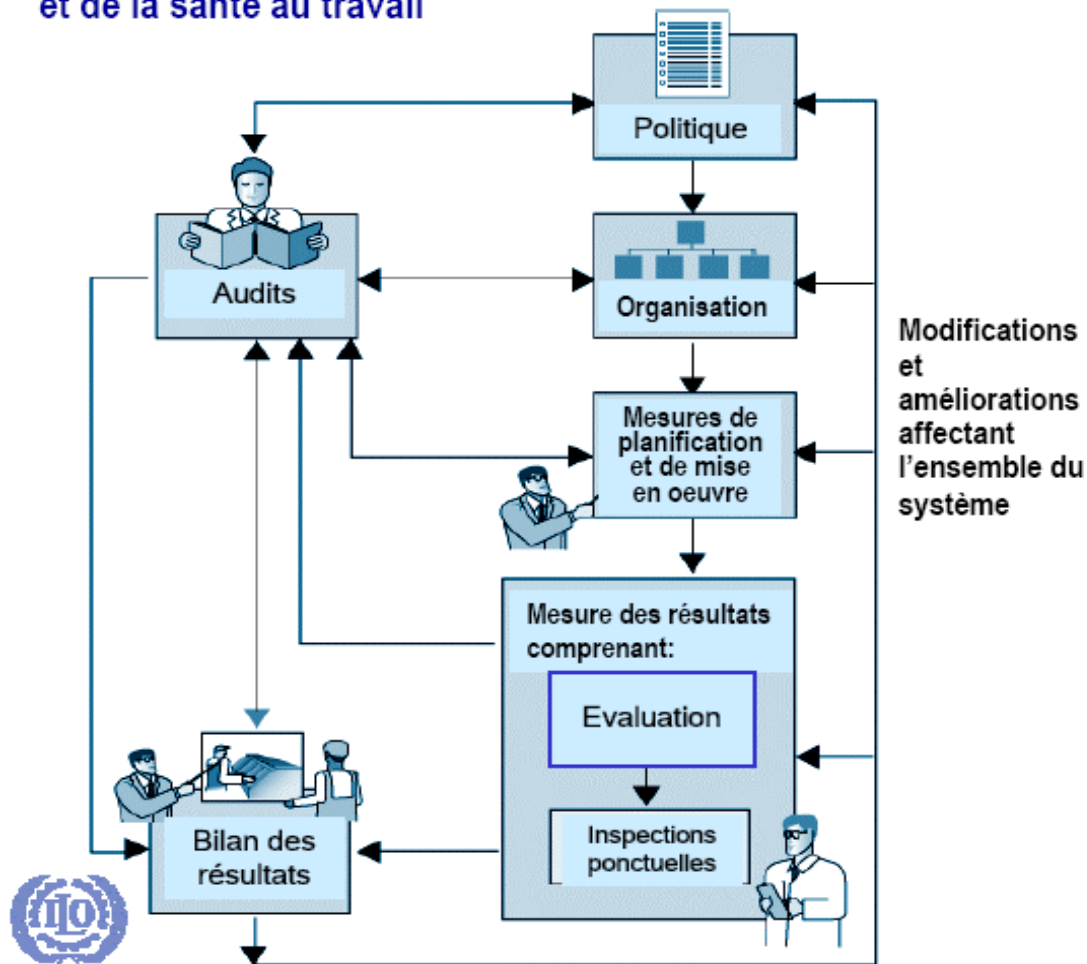 et de la santé au travail
Politique
Audits
Organisation
Modifications
et
améliorations
affectant
l'ensemble du
système
Mesures de
planification
et de mise
en oeuvre
Mesure des résultats
comprenant:
Evaluation
Inspections
ponctuelles
Bilan des
résultats
ILO